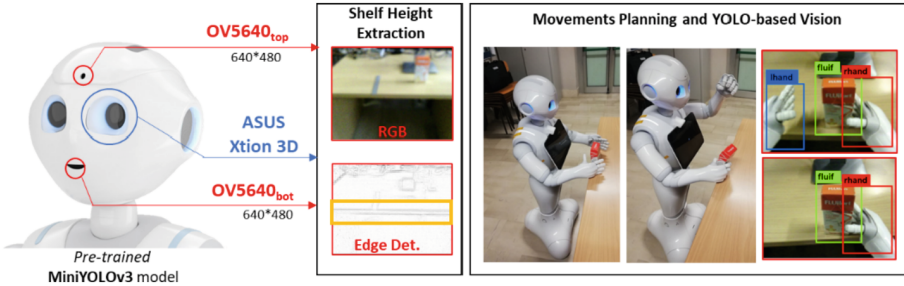 OV5640top
640*480
ASUS
Xtion 3D
OV5640bot
640*480
Pre-trained
MiniYOLOv3 model
Shelf Height
Extraction
RGB
Edge Det.
Movements Planning and YOLO-based Vision
lhand
fluif
rhand
fluif
rhand